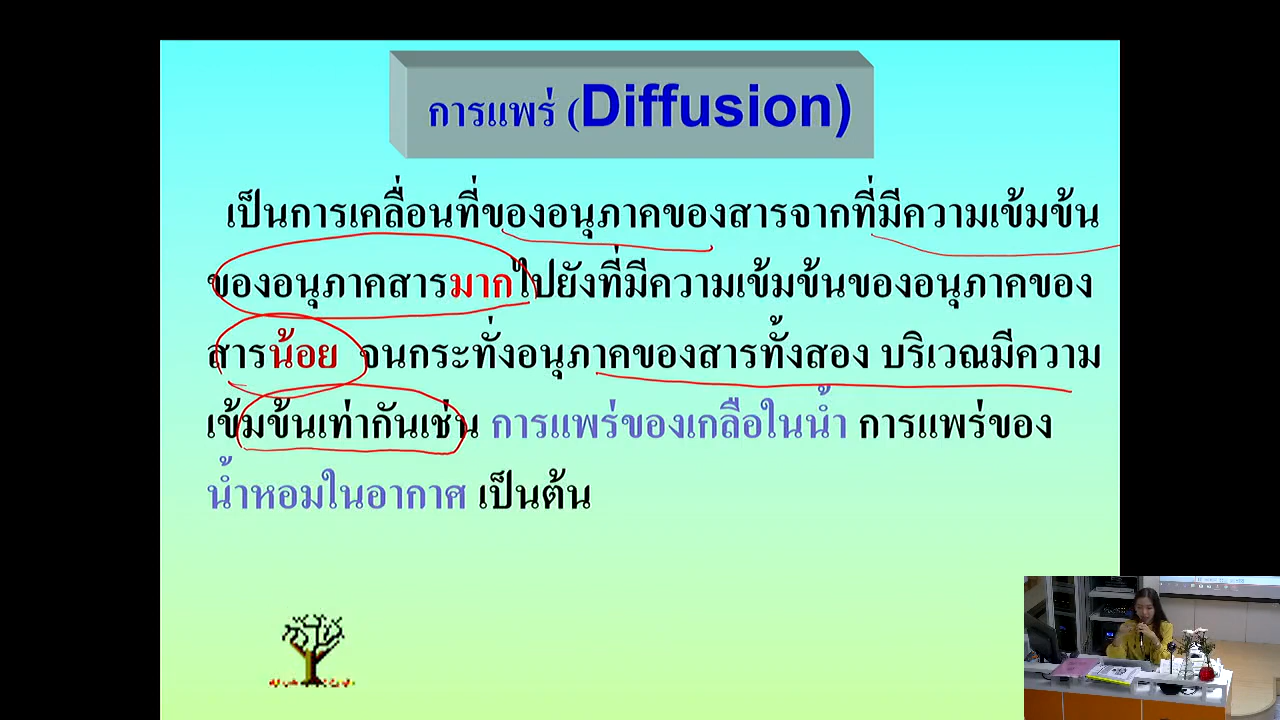 การแพร่ (Diffusion)
เป็นการเคลื่อนที่ของอนุภาคของสารจากที่มีความเข้มข้น
ของอนุภาคสารมากไปยังที่มีความเข้มข้นของอนุภาคของ
สารน้อย จนกระทั่งอนุภาคของสารทั้งสอง บริเวณมีความ
เข้มข้นเท่ากันเช่น การแพร่ของเกลือในน้ำ การแพร่ของ
น้ำหอมในอากาศ เป็นต้น